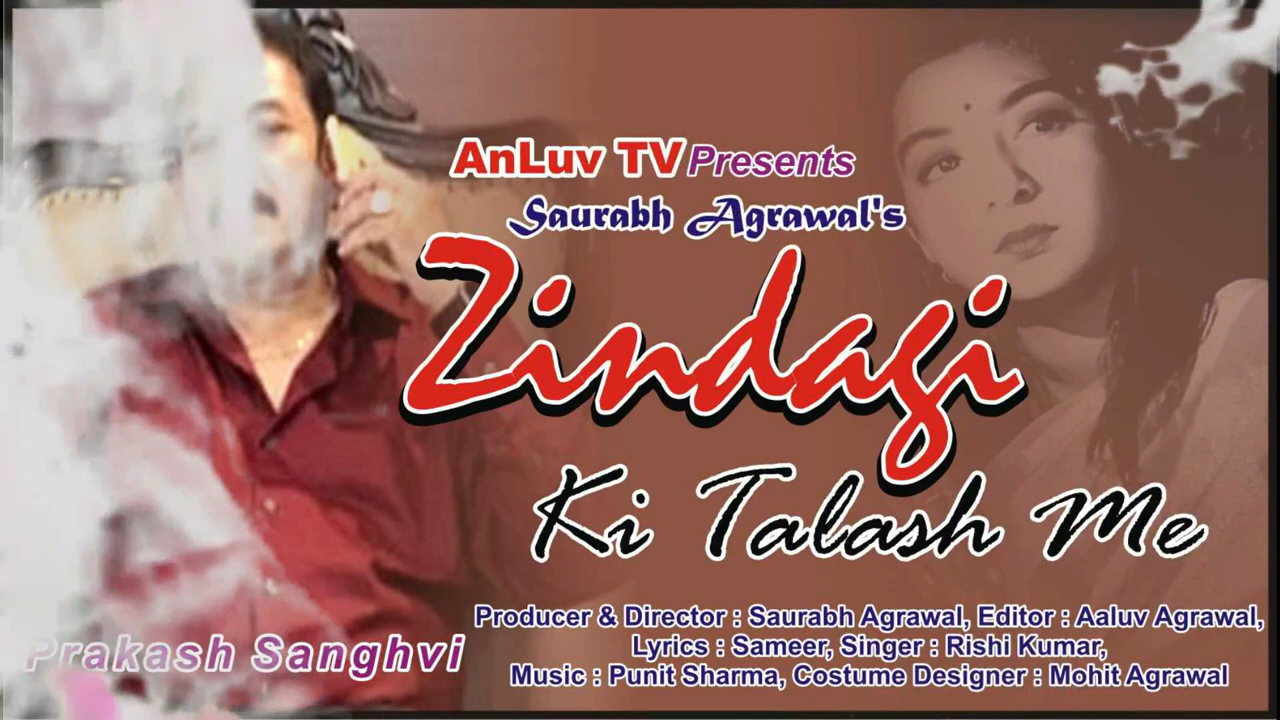 AnLuv TV Presents
Saurabh Agrawal's
Zindagi
Ki Talash Me
Prakash Sanghvi
Producer & Director : Saurabh Agrawal, Editor : Aaluv Agrawal,
Lyrics : Sameer, Singer : Rishi Kumar,
Music : Punit Sharma, Costume Designer : Mohit Agrawal